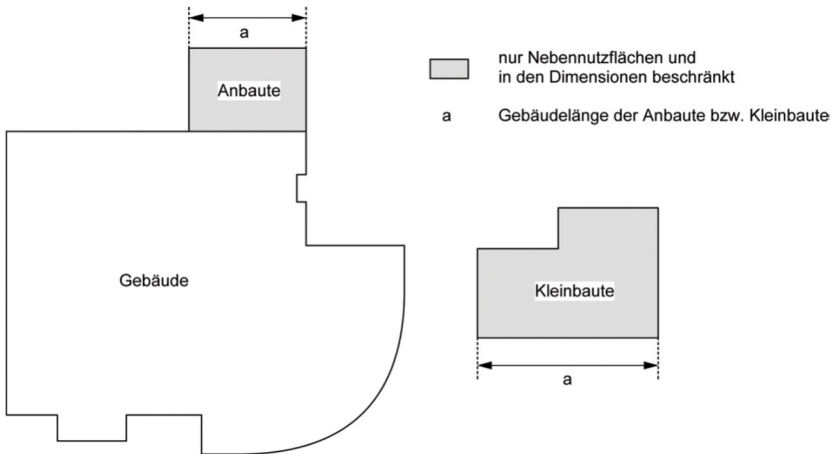 a
Anbaute
nur Nebennutzflächen und
in den Dimensionen beschränkt
a Gebäudelänge der Anbaute bzw. Kleinbaute
Gebäude
Kleinbaute
a